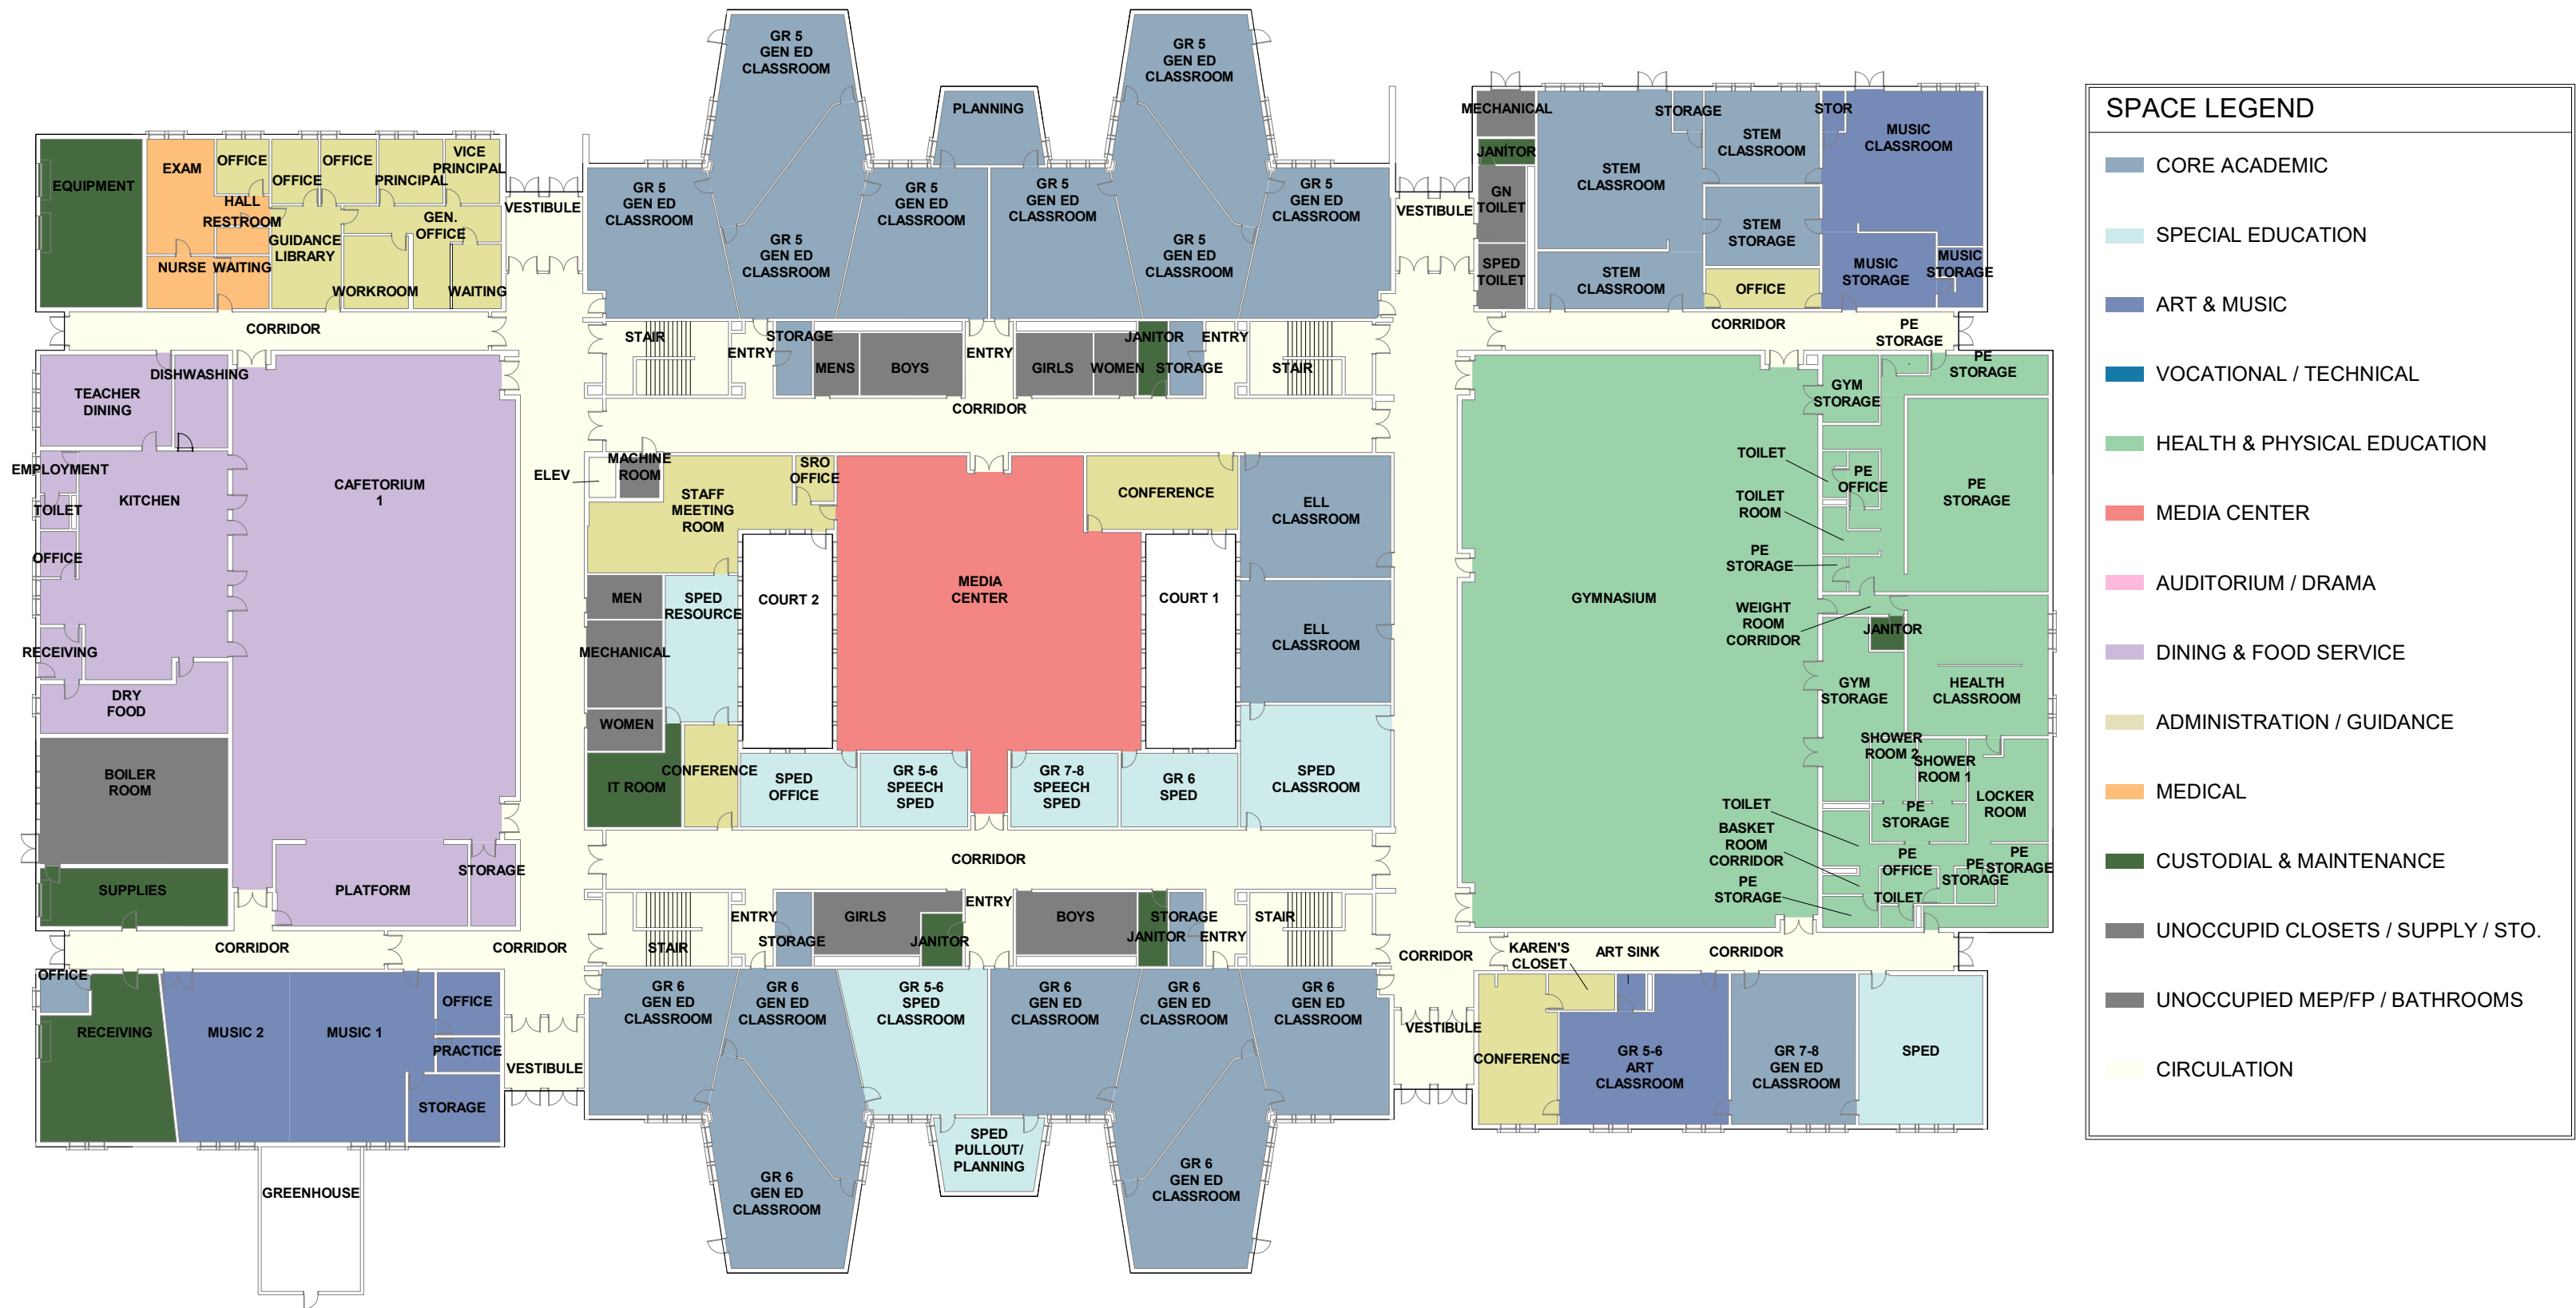 GR 5
GEN ED
CLASSROOM
GR 5
GEN ED
CLASSROOM
PLANNING
MECHANICAL
STORAGE
STOR
MUSIC
CLASSROOM
STEM
CLASSROOM
JANITOR
STEM
CLASSROOM
EQUIPMENT
EXAM
OFFICE
OFFICE
OFFICE
PRINCIPAL
VICE
PRINCIPAL
HALL
RESTROOM
GEN.
OFFICE
GUIDANCE
LIBRARY
NURSE
WAITING
WORKROOM
WAITING
VESTIBULE
GR 5
GEN ED
CLASSROOM
GR 5
GEN ED
CLASSROOM
GR 5
GEN ED
CLASSROOM
GR 5
GEN ED
CLASSROOM
GR 5
GEN ED
CLASSROOM
GR 5
GEN ED
CLASSROOM
VESTIBULE
GN
TOILET
SPED
TOILET
STEM
STORAGE
STEM
CLASSROOM
OFFICE
MUSIC
STORAGE
MUSIC
STORAGE
CORRIDOR
STAIR
ENTRY
STORAGE
MENS
BOYS
ENTRY
GIRLS
WOMEN
JANITOR
STORAGE
ENTRY
STAIR
CORRIDOR
CORRIDOR
PE
STORAGE
PE
STORAGE
GYM
STORAGE
TEACHER
DINING
DISHWASHING
EMPLOYMENT
TOILET
KITCHEN
OFFICE
RECEIVING
DRY
FOOD
CAFETORIUM
1
BOILER
ROOM
SUPPLIES
PLATFORM
STORAGE
ELEV
MACHINE
ROOM
STAFF
MEETING
ROOM
SRO
OFFICE
CONFERENCE
ELL
CLASSROOM
MEN
SPED
RESOURCE
COURT 2
MEDIA
CENTER
COURT 1
ELL
CLASSROOM
MECHANICAL
WOMEN
IT ROOM
CONFERENCE
SPED
OFFICE
GR 5-6
SPEECH
SPED
GR 7-8
SPEECH
SPED
GR 6
SPED
SPED
CLASSROOM
GYMNASIUM
TOILET
PE
OFFICE
TOILET
ROOM
PE
STORAGE
PE
STORAGE
WEIGHT
ROOM
CORRIDOR
JANITOR
GYM
STORAGE
HEALTH
CLASSROOM
SHOWER
ROOM 2
SHOWER
ROOM 1
LOCKER
ROOM
TOILET
PE
STORAGE
BASKET
ROOM
CORRIDOR
PE
OFFICE
PE
STORAGE
PE
STORAGE
PE
STORAGE
TOILET
CORRIDOR
STAIR
ENTRY
STORAGE
GIRLS
JANITOR
ENTRY
BOYS
JANITOR
STORAGE
ENTRY
STAIR
CORRIDOR
CORRIDOR
CORRIDOR
KAREN'S
CLOSET
ART SINK
CORRIDOR
OFFICE
RECEIVING
MUSIC 2
MUSIC 1
OFFICE
PRACTICE
STORAGE
VESTIBULE
GREENHOUSE
GR 6
GEN ED
CLASSROOM
GR 6
GEN ED
CLASSROOM
GR 5-6
SPED
CLASSROOM
GR 6
GEN ED
CLASSROOM
GR 6
GEN ED
CLASSROOM
GR 6
GEN ED
CLASSROOM
VESTIBULE
CONFERENCE
GR 5-6
ART
CLASSROOM
GR 7-8
GEN ED
CLASSROOM
SPED
GR 6
GEN ED
CLASSROOM
SPED
PULLOUT/
PLANNING
GR 6
GEN ED
CLASSROOM
SPACE LEGEND
CORE ACADEMIC
SPECIAL EDUCATION
ART & MUSIC
VOCATIONAL / TECHNICAL
HEALTH & PHYSICAL EDUCATION
MEDIA CENTER
AUDITORIUM / DRAMA
DINING & FOOD SERVICE
ADMINISTRATION / GUIDANCE
MEDICAL
CUSTODIAL & MAINTENANCE
UNOCCUPID CLOSETS / SUPPLY / STO.
UNOCCUPIED MEP/FP / BATHROOMS
CIRCULATION